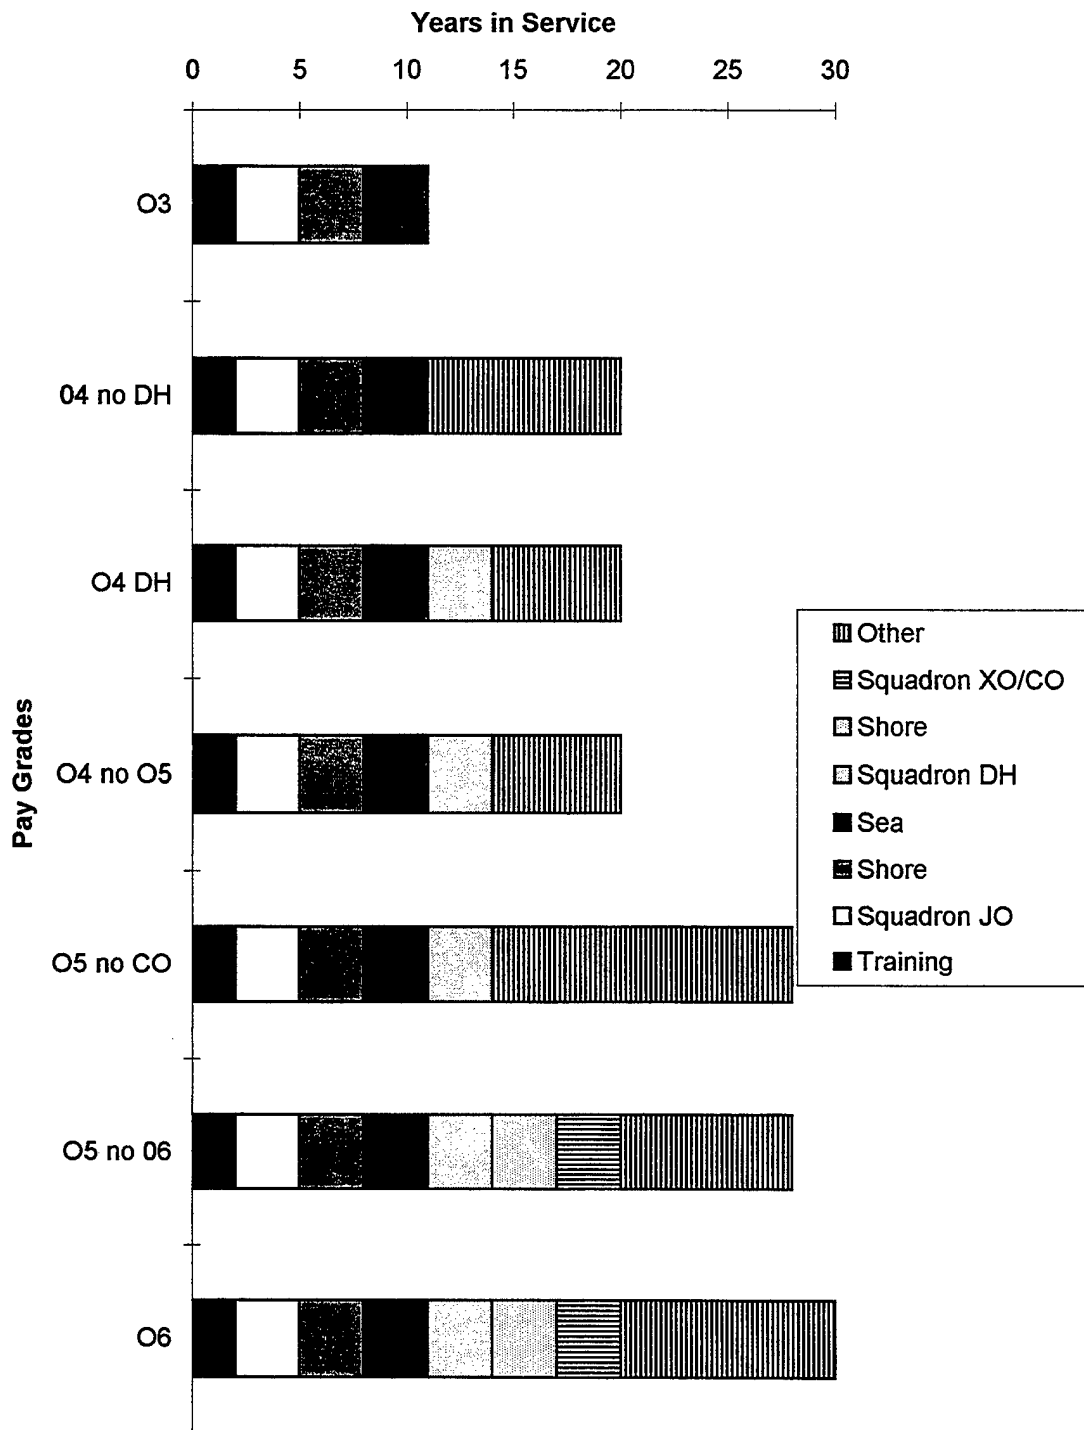 Years in Service
0 5 10 15 20 25 30
Pay Grades
O3
04 no DH
O4 DH
O4 no O5
O5 no CO
O5 no 06
O6
Other
Squadron XO/CO
Shore
Squadron DH
Sea
Shore
Squadron JO
Training